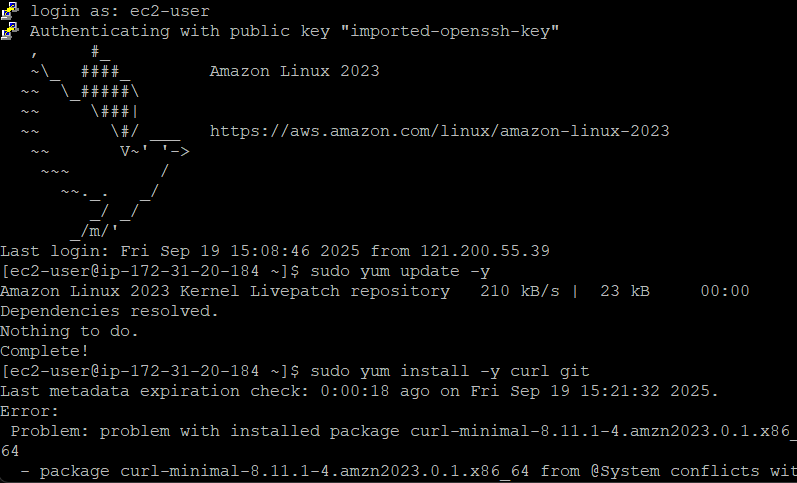 login as: ec2-user
Authenticating with public key "imported-openssh-key"
   ,     #_
   ~\_  ####_        Amazon Linux 2023
  ~~  \_#####\
  ~~     \###|
  ~~       \#/ ___   https://aws.amazon.com/linux/amazon-linux-2023
   ~~       V~' '->
    ~~~         /
      ~~._.   _/
         _/ _/
       _/m/'
Last login: Fri Sep 19 15:08:46 2025 from 121.200.55.39
[ec2-user@ip-172-31-20-184 ~]$ sudo yum update -y
Amazon Linux 2023 Kernel Livepatch repository   210 kB/s |  23 kB     00:00
Dependencies resolved.
Nothing to do.
Complete!
[ec2-user@ip-172-31-20-184 ~]$ sudo yum install -y curl git
Last metadata expiration check: 0:00:18 ago on Fri Sep 19 15:21:32 2025.
Error:
 Problem: problem with installed package curl-minimal-8.11.1-4.amzn2023.0.1.x86_
64
  - package curl-minimal-8.11.1-4.amzn2023.0.1.x86_64 from @System conflicts wit